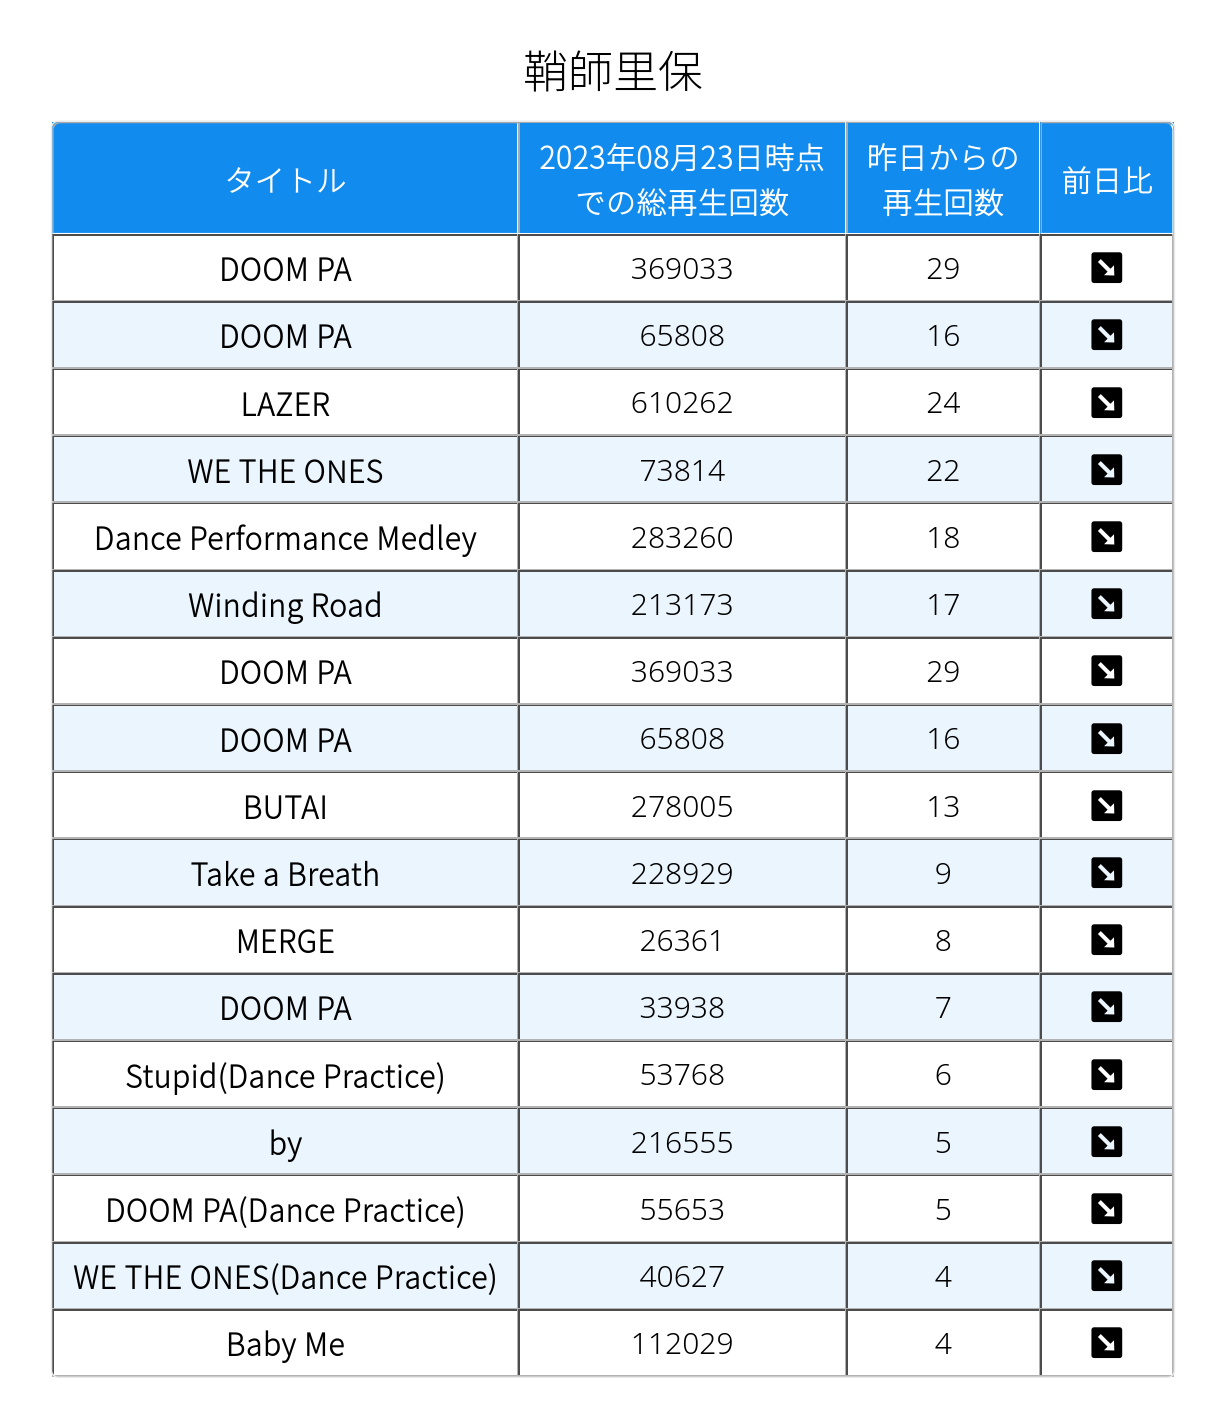 鞘師里保
タイトル 2023年08月23日時点での総再生回数 昨日からの再生回数 前日比
DOOM PA 369033 29 ↘
DOOM PA 65808 16 ↘
LAZER 610262 24 ↘
WE THE ONES 73814 22 ↘
Dance Performance Medley 283260 18 ↘
Winding Road 213173 17 ↘
DOOM PA 369033 29 ↘
DOOM PA 65808 16 ↘
BUTAI 278005 13 ↘
Take a Breath 228929 9 ↘
MERGE 26361 8 ↘
DOOM PA 33938 7 ↘
Stupid(Dance Practice) 53768 6 ↘
by 216555 5 ↘
DOOM PA(Dance Practice) 55653 5 ↘
WE THE ONES(Dance Practice) 40627 4 ↘
Baby Me 112029 4 ↘